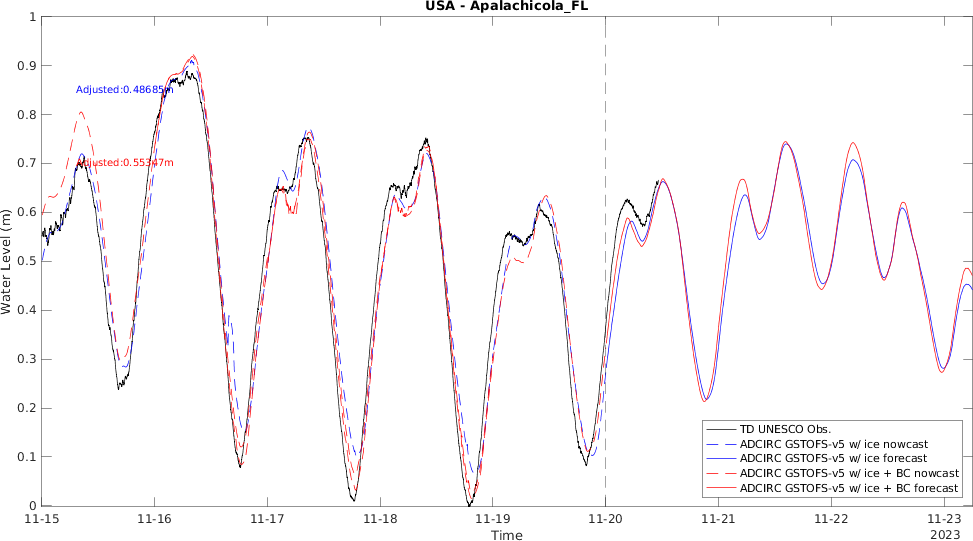 USA - Apalachicola_FL
1
0.9
0.8
0.7
0.6
0.5
0.4
0.3
0.2
0.1
0
Water Level (m)
Adjusted:0.48685m
Adjusted:0.55347m
TD UNESCO Obs.
ADCIRC GSTOFS-v5 w/ ice nowcast
ADCIRC GSTOFS-v5 w/ ice forecast
ADCIRC GSTOFS-v5 w/ ice + BC nowcast
ADCIRC GSTOFS-v5 w/ ice + BC forecast
11-15 11-16 11-17 11-18 11-19 11-20 11-21 11-22 11-23
2023
Time